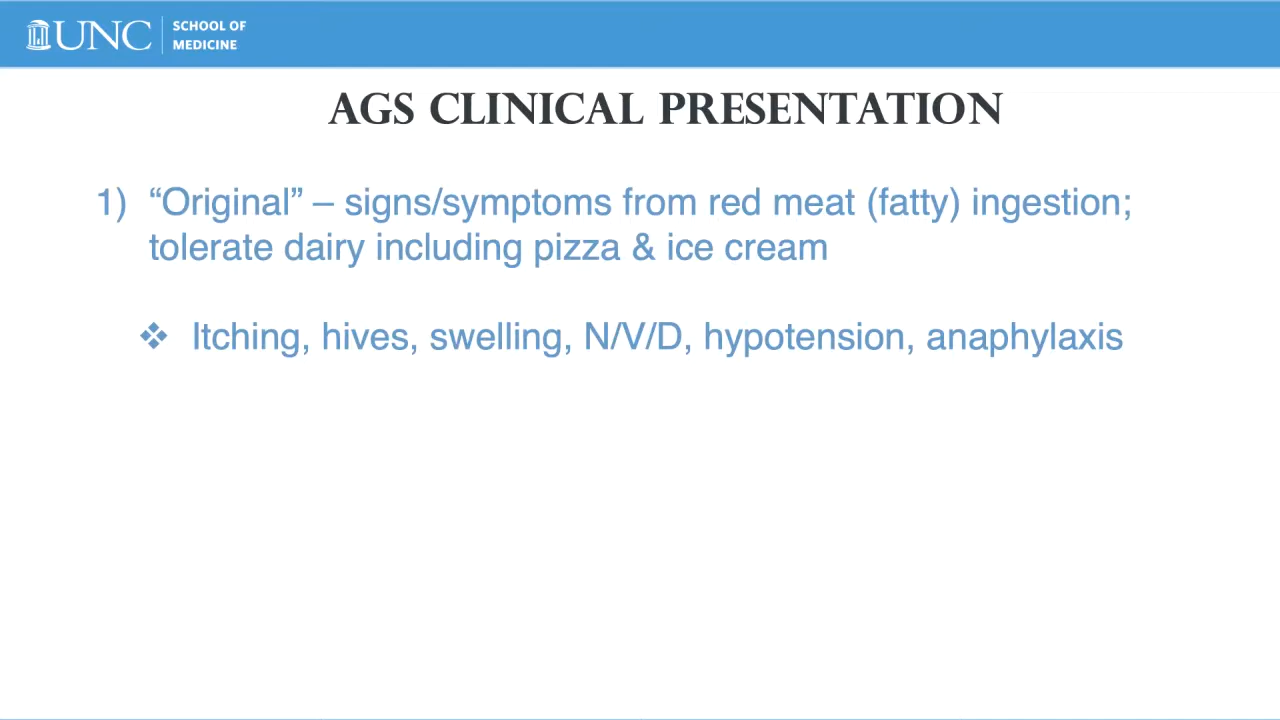 UNC SCHOOL OF
MEDICINE
AGS CLINICAL PRESENTATION
1) “Original” – signs/symptoms from red meat (fatty) ingestion;
tolerate dairy including pizza & ice cream
❖ Itching, hives, swelling, N/V/D, hypotension, anaphylaxis